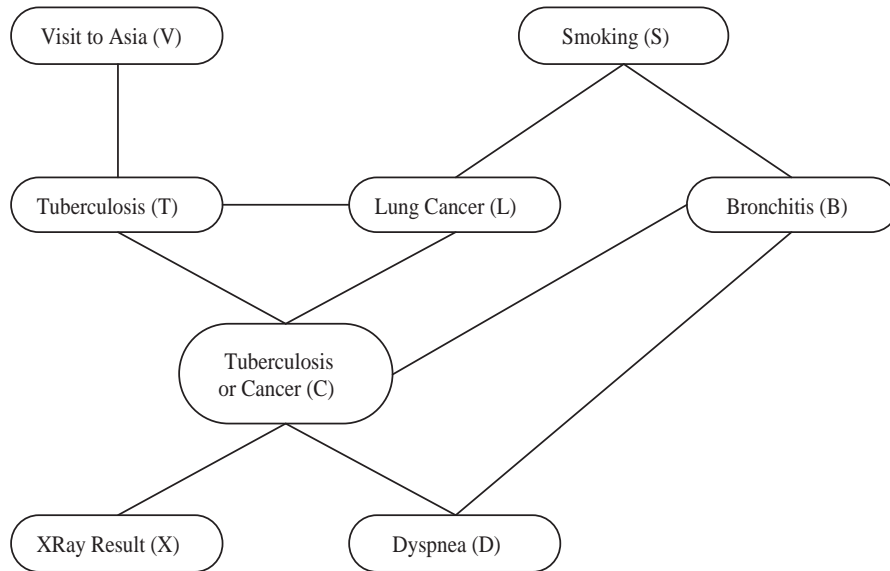 Visit to Asia (V)
Smoking (S)
Tuberculosis (T)
Lung Cancer (L)
Bronchitis (B)
Tuberculosis
or Cancer (C)
XRay Result (X)
Dyspnea (D)